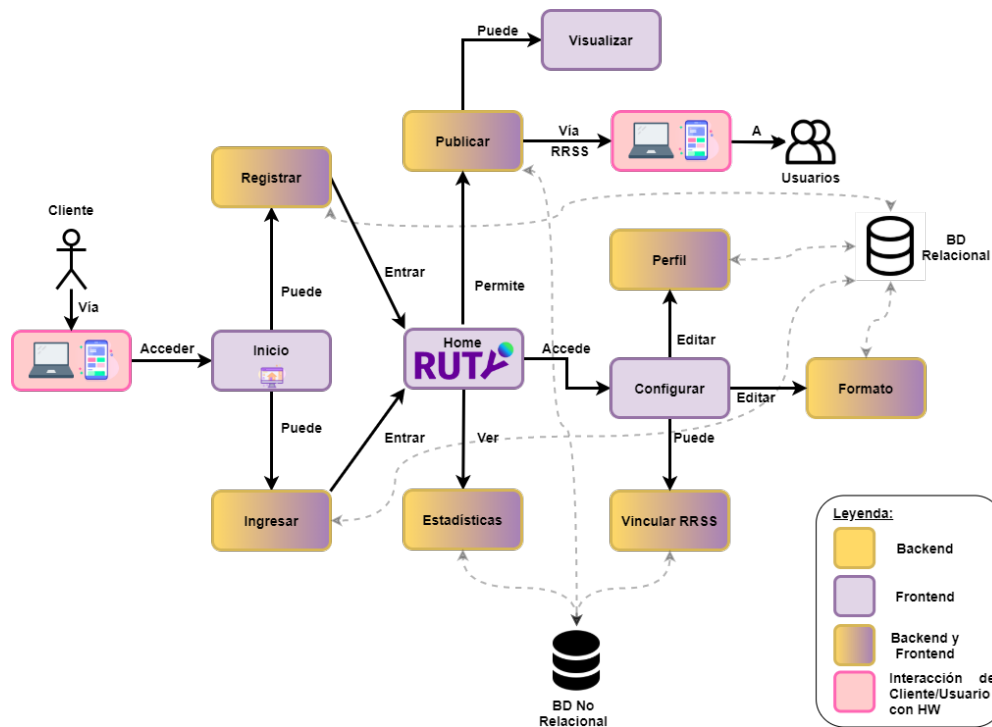 Puede
Visualizar
Publicar
Vía
RRSS
A
Usuarios
Registrar
Cliente
Vía
Entrar
Puede
Permite
BD
Relacional
Perfil
Acceder
Inicio
Home
RUTY
Accede
Editar
Configurar
Editar
Formato
Puede
Entrar
Ver
Puede
Ingresar
Estadísticas
Vincular RRSS
Leyenda:
Backend
Frontend
Backend y
Frontend
Interacción de
Cliente/Usuario
con HW
BD No
Relacional